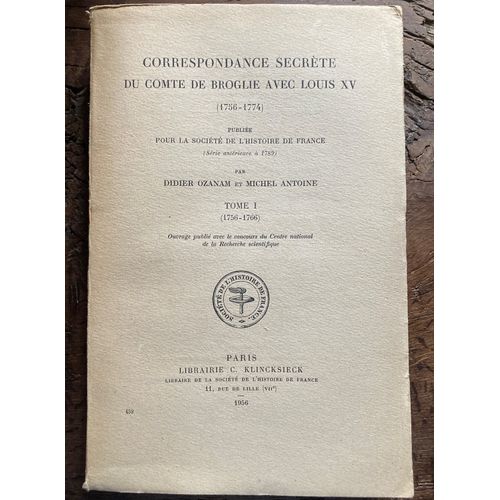 CORRESPONDANCE SECRÈTE
DU COMTE DE BROGLIE AVEC LOUIS XV
(1756-1774)
PUBLIÉE
POUR LA SOCIÉTÉ DE L'HISTOIRE DE FRANCE
(Série antérieure à 1789)
PAR
DIDIER OZANAM ET MICHEL ANTOINE
TOME I
(1756-1766)
Ouvrage publié avec le concours du Centre national
de la Recherche scientifique
SOCIÉTÉ DE L'HISTOIRE DE FRANCE
PARIS
LIBRAIRIE C. KLINCKSIECK
LIBRAIRE DE LA SOCIÉTÉ DE L'HISTOIRE DE FRANCE
11, RUE DE LILLE (VIIe)
1956